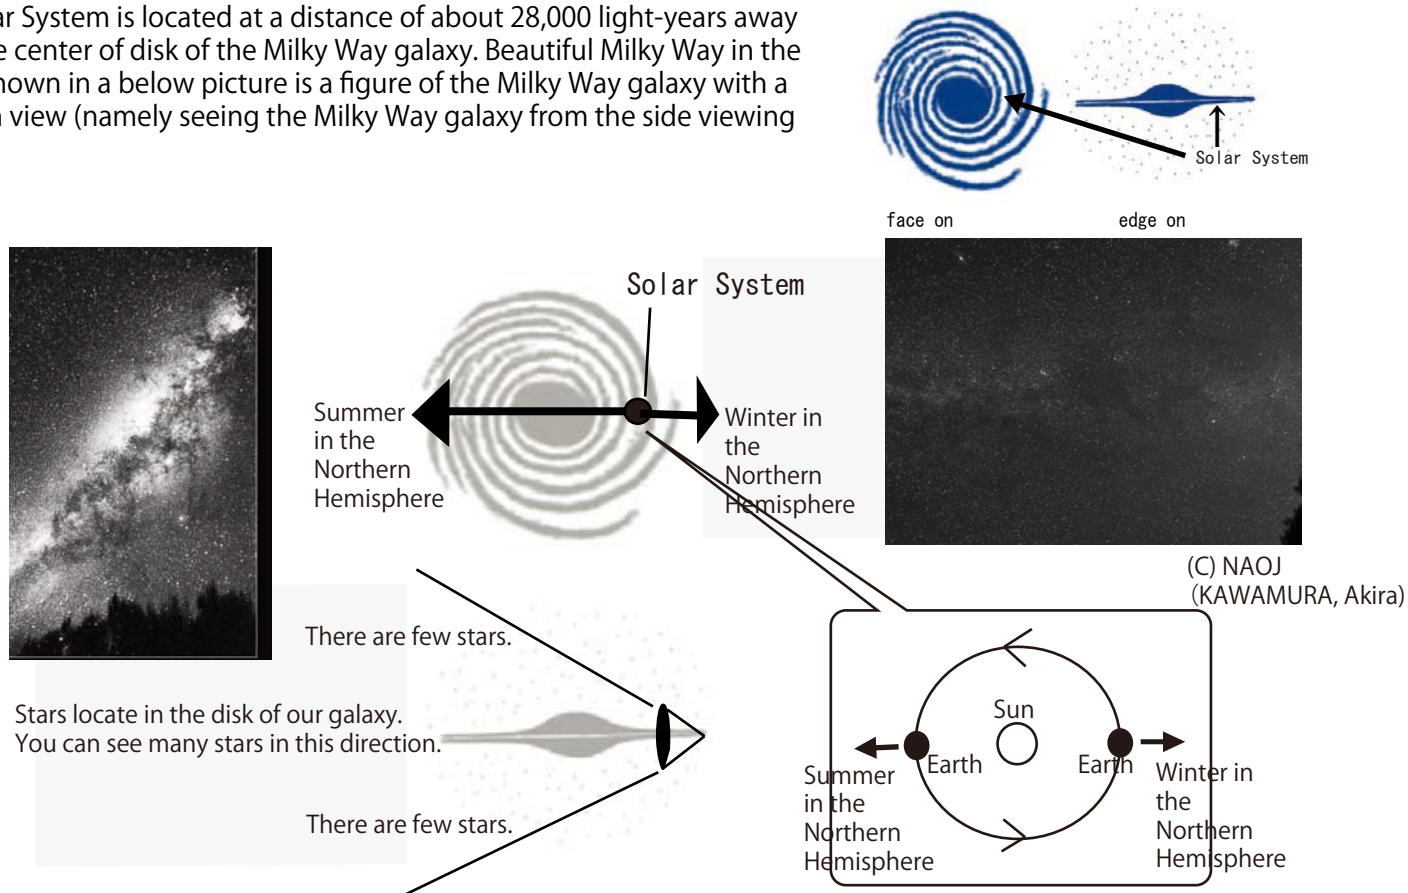 ar System is located at a distance of about 28,000 light-years away
e center of disk of the Milky Way galaxy. Beautiful Milky Way in the
hown in a below picture is a figure of the Milky Way galaxy with a
view (namely seeing the Milky Way galaxy from the side viewing
Solar System
face on
edge on
Solar System
Summer
in the
Northern
Hemisphere
Winter in
the
Northern
Hemisphere
(C) NAOJ
(KAWAMURA, Akira)
There are few stars.
Stars locate in the disk of our galaxy.
You can see many stars in this direction.
There are few stars.
Sun
Earth
Earth
Summer
in the
Northern
Hemisphere
Winter in
the
Northern
Hemisphere